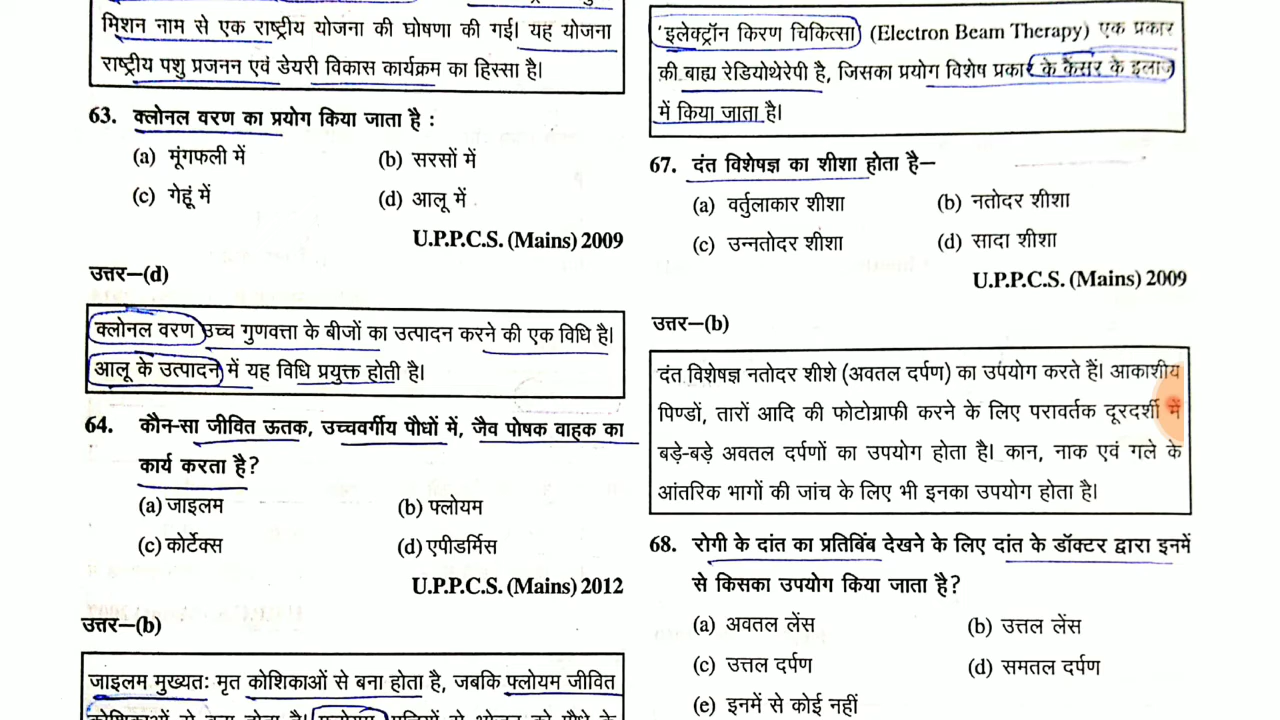 मिशन नाम से एक राष्ट्रीय योजना की घोषणा की गई। यह योजना
राष्ट्रीय पशु प्रजनन एवं डेयरी विकास कार्यक्रम का हिस्सा है।
63. क्लोनल वरण का प्रयोग किया जाता है :
(a) मूंगफली में (b) सरसों में
(c) गेहूं में (d) आलू में
U.P.P.C.S. (Mains) 2009
उत्तर–(d)
क्लोनल वरण उच्च गुणवत्ता के बीजों का उत्पादन करने की एक विधि है।
आलू के उत्पादन में यह विधि प्रयुक्त होती है।
64. कौन-सा जीवित ऊतक, उच्चवर्गीय पौधों में, जैव पोषक वाहक का
कार्य करता है?
(a) जाइलम (b) फ्लोयम
(c) कोर्टेक्स (d) एपीडर्मिस
U.P.P.C.S. (Mains) 2012
उत्तर–(b)
जाइलम मुख्यतः मृत कोशिकाओं से बना होता है, जबकि फ्लोयम जीवित
'इलेक्ट्रॉन किरण चिकित्सा' (Electron Beam Therapy) एक प्रकार
की बाह्य रेडियोथेरेपी है, जिसका प्रयोग विशेष प्रकार के कैंसर के इलाज
में किया जाता है।
67. दंत विशेषज्ञ का शीशा होता है–
(a) वर्तुलाकार शीशा (b) नतोदर शीशा
(c) उन्नतोदर शीशा (d) सादा शीशा
U.P.P.C.S. (Mains) 2009
उत्तर–(b)
दंत विशेषज्ञ नतोदर शीशे (अवतल दर्पण) का उपयोग करते हैं। आकाशीय
पिण्डों, तारों आदि की फोटोग्राफी करने के लिए परावर्तक दूरदर्शी में
बड़े-बड़े अवतल दर्पणों का उपयोग होता है। कान, नाक एवं गले के
आंतरिक भागों की जांच के लिए भी इनका उपयोग होता है।
68. रोगी के दांत का प्रतिबिंब देखने के लिए दांत के डॉक्टर द्वारा इनमें
से किसका उपयोग किया जाता है?
(a) अवतल लेंस (b) उत्तल लेंस
(c) उत्तल दर्पण (d) समतल दर्पण
(e) इनमें से कोई नहीं